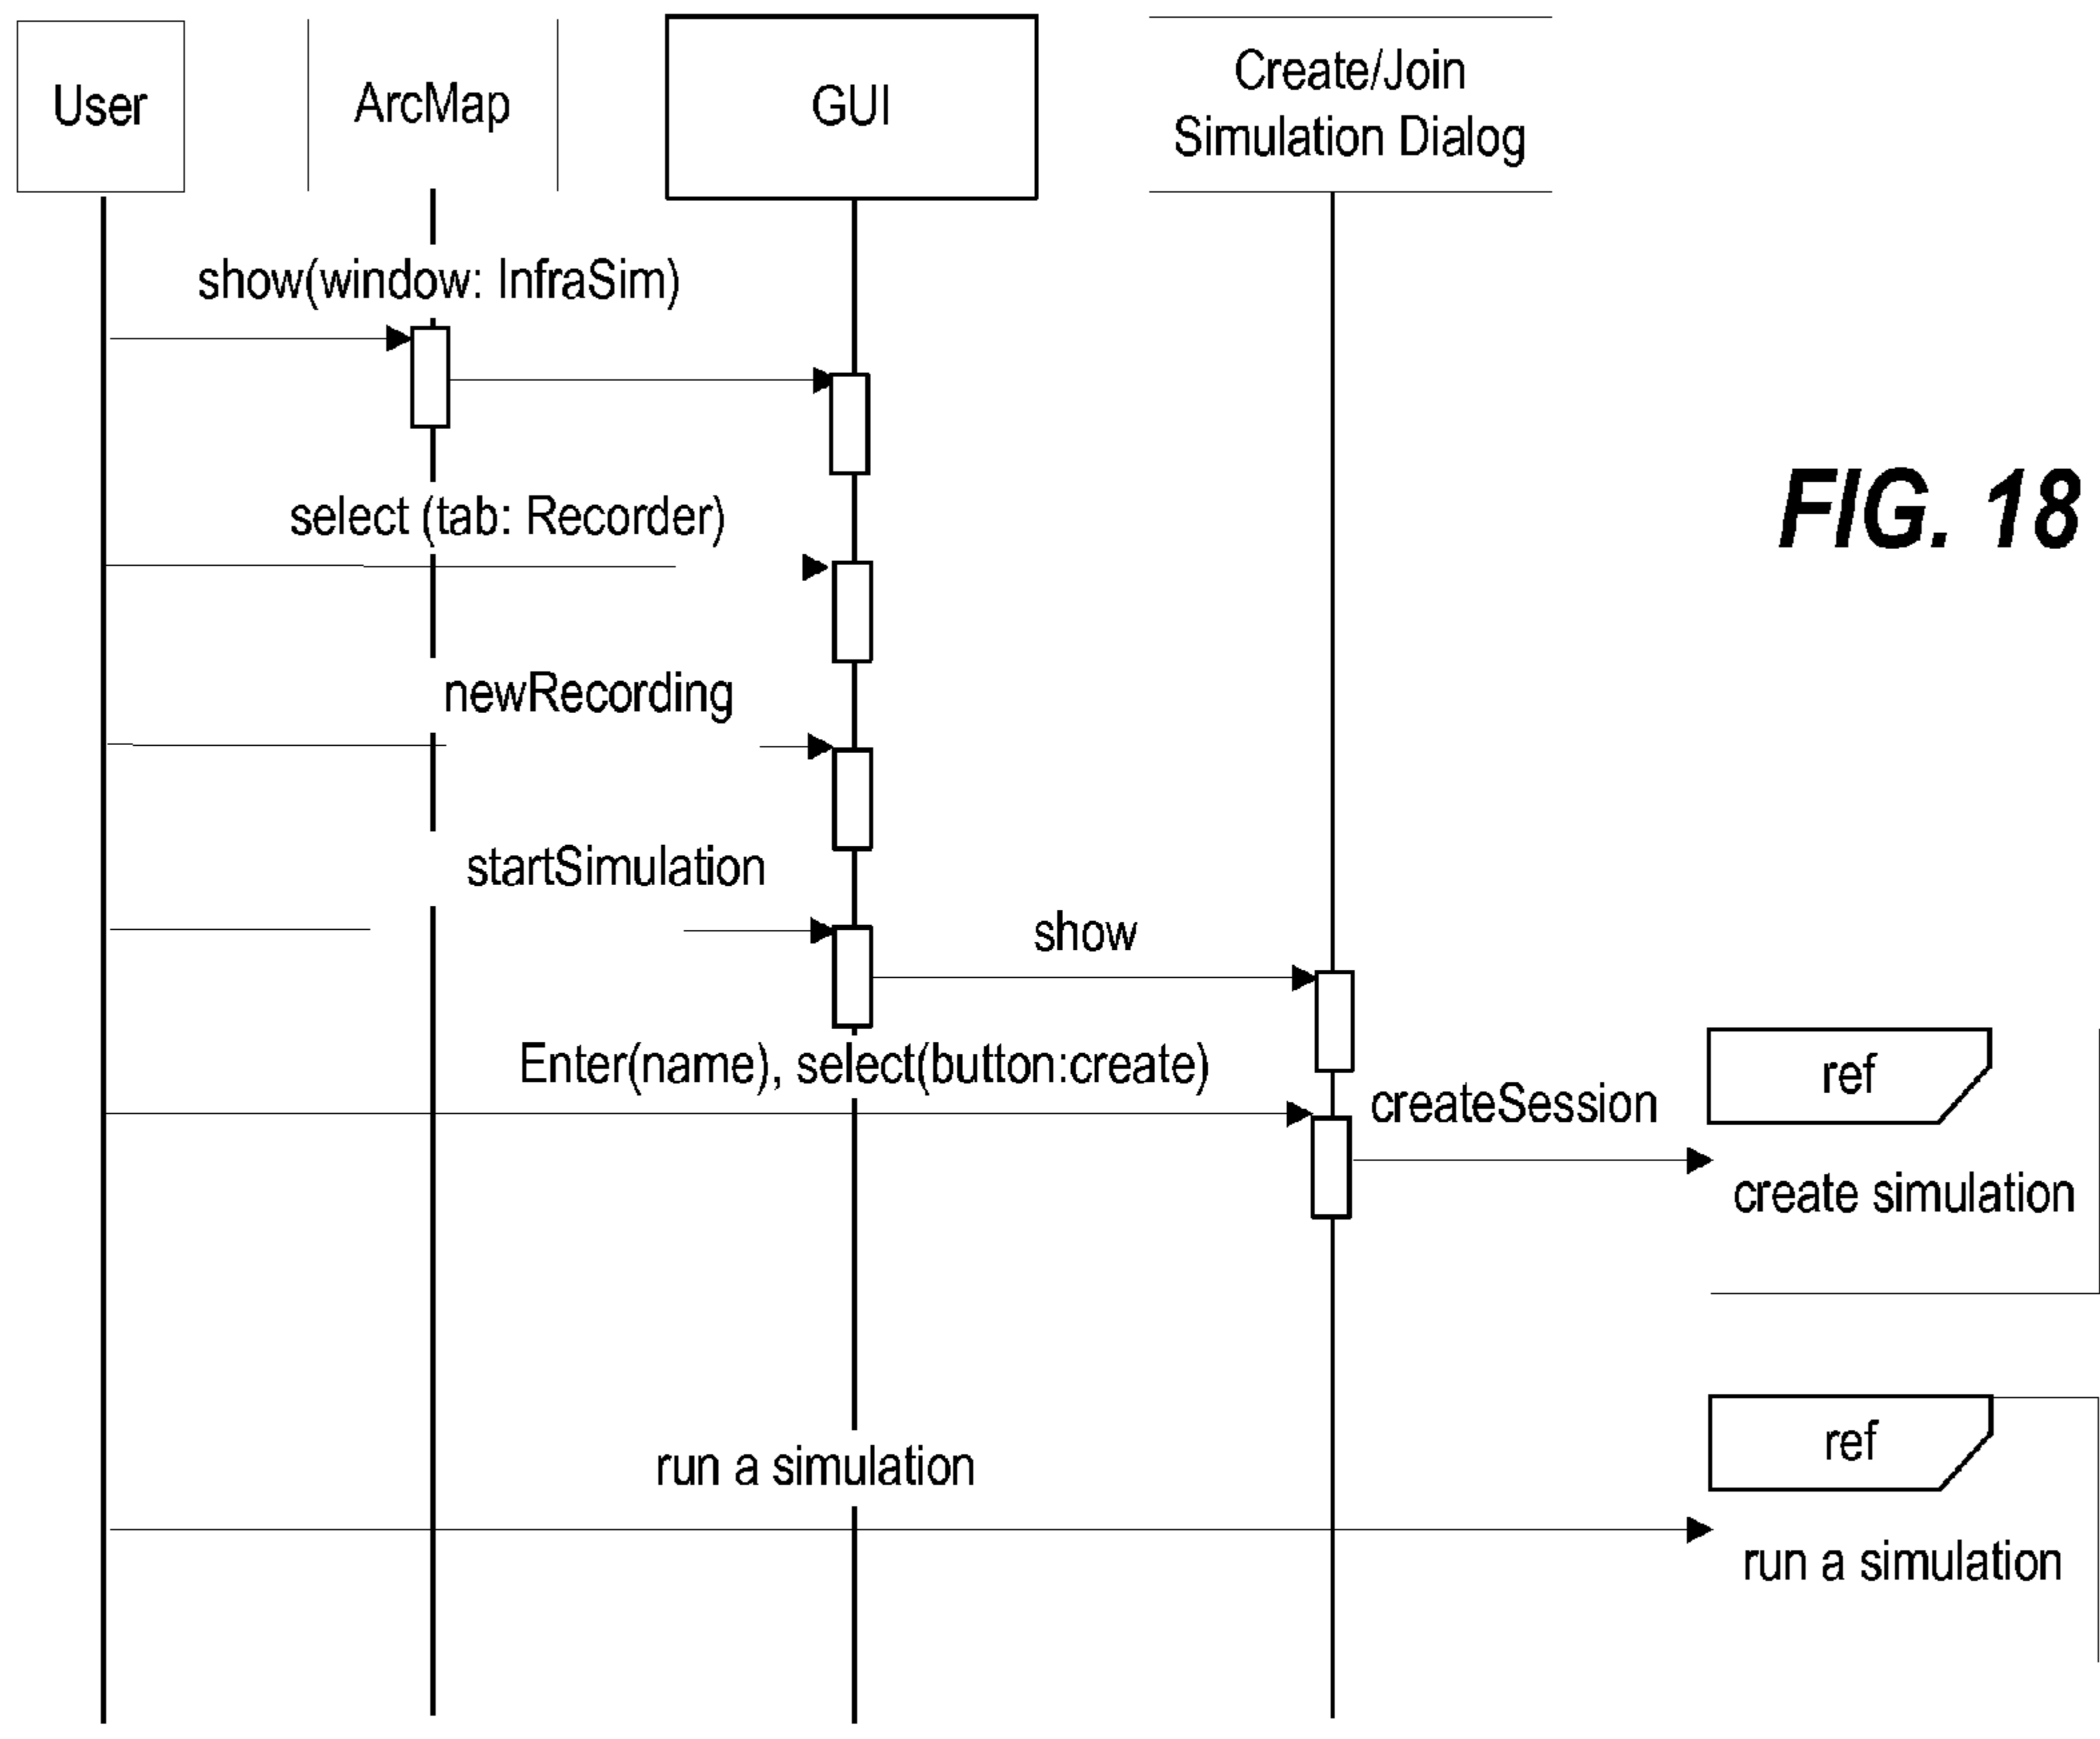 User
ArcMap
GUI
Create/Join
Simulation Dialog
show(window: InfraSim)
select (tab: Recorder)
FIG. 18
newRecording
startSimulation
show
Enter(name), select(button:create)
createSession
ref
create simulation
ref
run a simulation
run a simulation